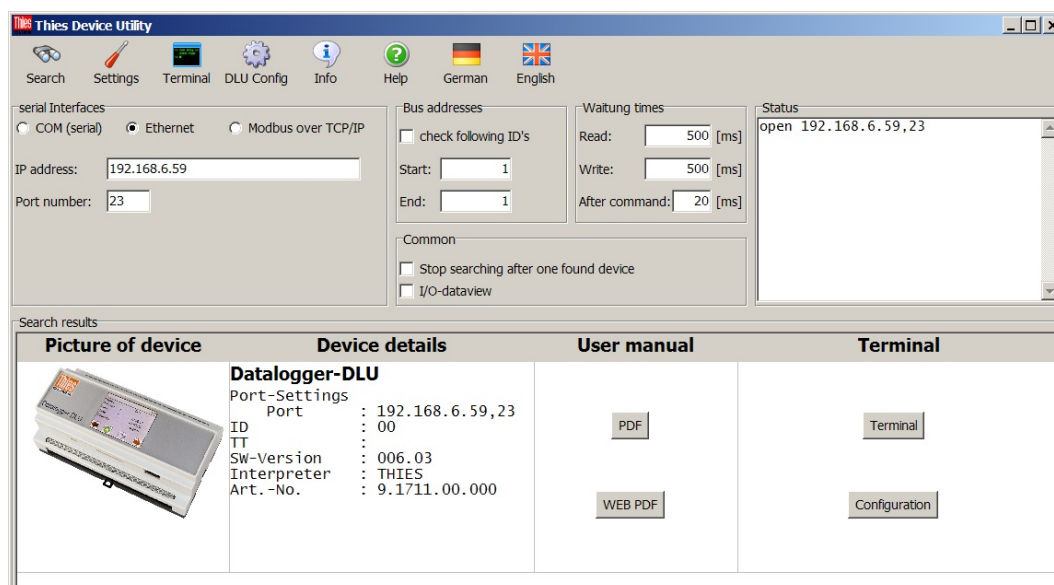 Thies Thies Device Utility
Search Settings Terminal DLU Config Info Help German English
serial Interfaces
COM (serial) Ethernet Modbus over TCP/IP
IP address: 192.168.6.59
Port number: 23
Bus addresses
check following ID's
Start: 1
End: 1
Waitung times
Read: 500 [ms]
Write: 500 [ms]
After command: 20 [ms]
Common
Stop searching after one found device
I/O-dataview
Status
open 192.168.6.59,23
Search results
Picture of device Device details User manual Terminal
Thies
Datalogger-DLU
Datalogger-DLU
Port-Settings
Port : 192.168.6.59,23
ID : 00
TT :
SW-Version : 006.03
Interpreter : THIES
Art.-No. : 9.1711.00.000
PDF
WEB PDF
Terminal
Configuration